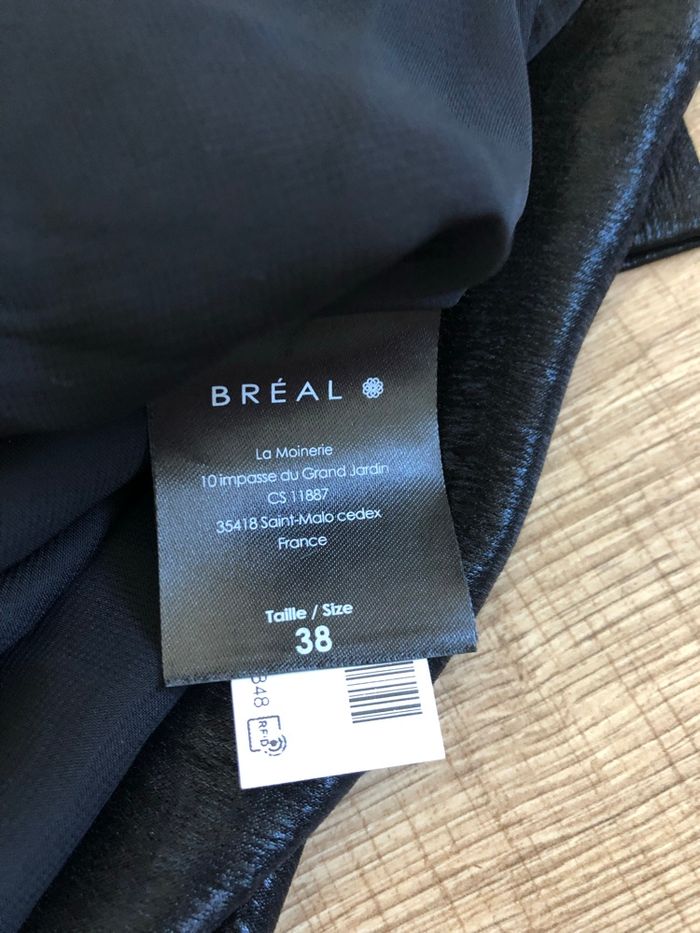 BRÉAL
La Moinerie
10 impasse du Grand Jardin
CS 11887
35418 Saint-Malo cedex
France
Taille / Size
38
348
RFID